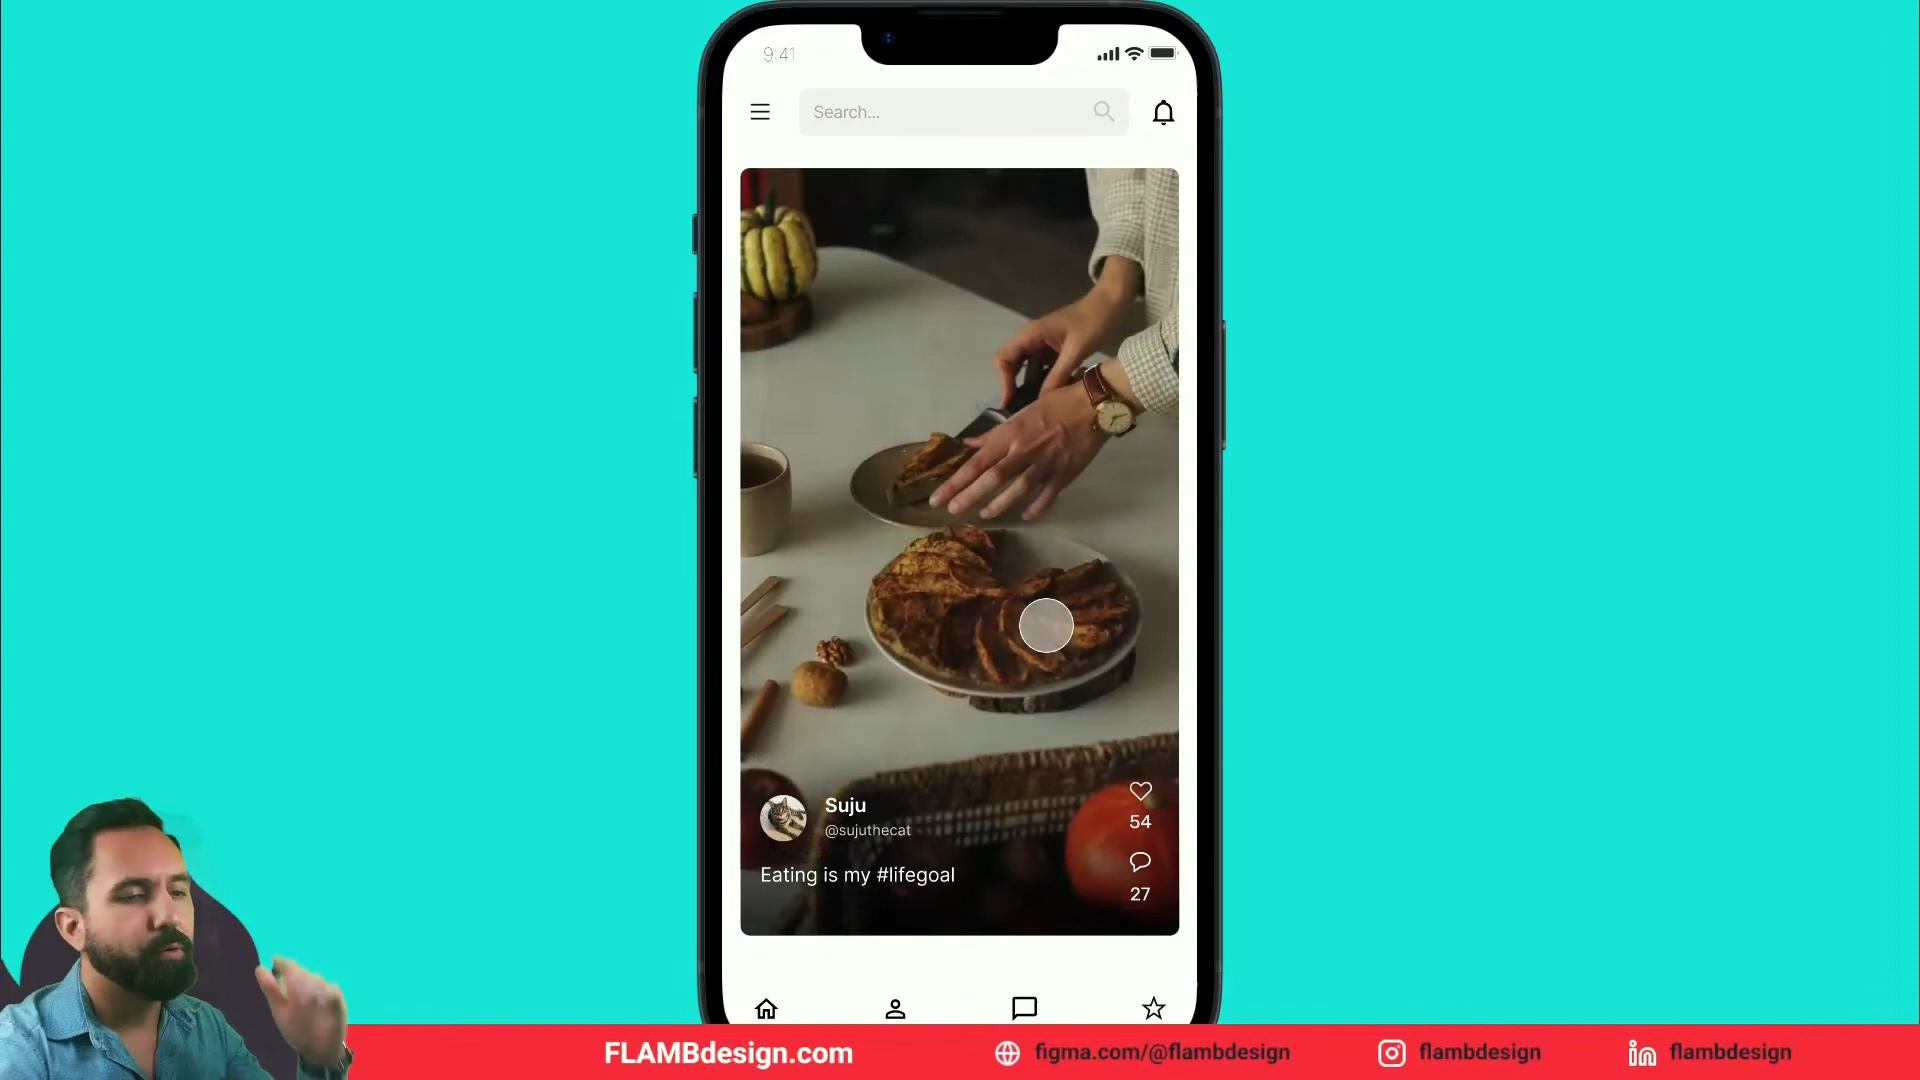 9:41
Search...
Suju
@sujuthecat
Eating is my #lifegoal
54
27
FLAMBdesign.com
figma.com/@flambdesign
flambdesign
flambdesign